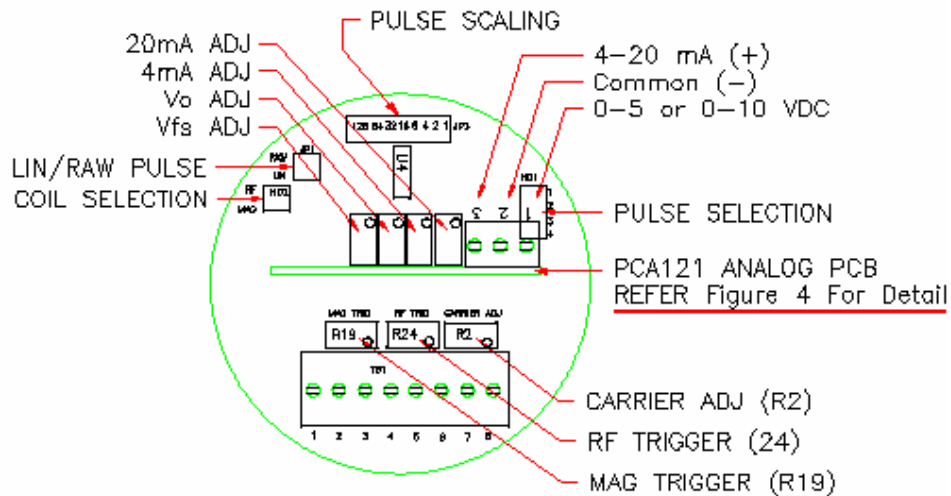 PULSE SCALING
20mA ADJ
4mA ADJ
Vo ADJ
Vfs ADJ
4-20 mA (+)
Common (-)
0-5 or 0-10 VDC
LIN/RAW PULSE
COIL SELECTION
RAW
LIN
RF
MAG
U4
3 2 1
PULSE SELECTION
PCA121 ANALOG PCB
REFER Figure 4 For Detail
MAG TRIG
RF TRIG
CARRIER ADJ
R19
R24
R2
TB1
1 2 3 4 5 6 7 8
CARRIER ADJ (R2)
RF TRIGGER (24)
MAG TRIGGER (R19)